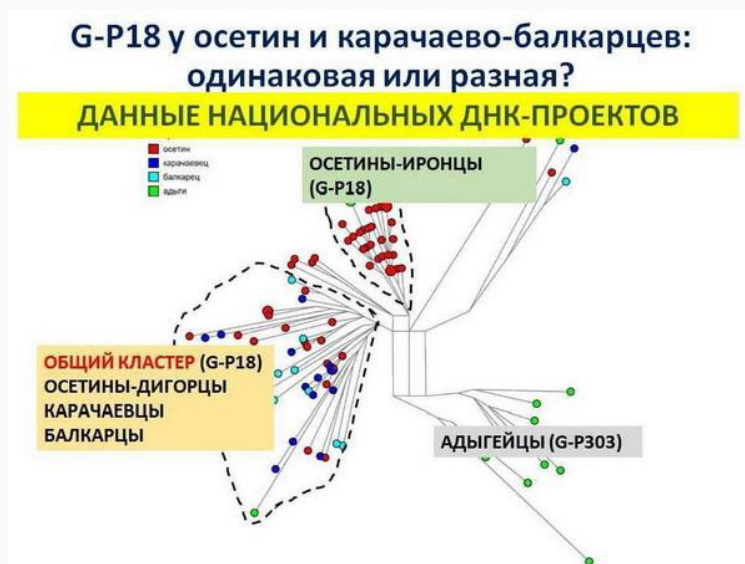 G-P18 у осетин и карачаево-балкарцев:
одинаковая или разная?
ДАННЫЕ НАЦИОНАЛЬНЫХ ДНК-ПРОЕКТОВ
осетин
карачаевец
балкарец
адыги
ОСЕТИНЫ-ИРОНЦЫ
(G-P18)
ОБЩИЙ КЛАСТЕР (G-P18)
ОСЕТИНЫ-ДИГОРЦЫ
КАРАЧАЕВЦЫ
БАЛКАРЦЫ
АДЫГЕЙЦЫ (G-P303)